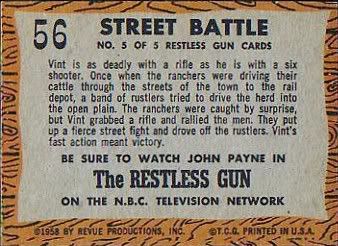 56
STREET BATTLE
NO. 5 OF 5 RESTLESS GUN CARDS
Vint is as deadly with a rifle as he is with a six
shooter. Once when the ranchers were driving their
cattle through the streets of the town to the rail
depot, a band of rustlers tried to drive the herd into
the open plain. The ranchers were caught by surprise,
but Vint grabbed a rifle and rallied the men. They put
up a fierce street fight and drove off the rustlers. Vint's
fast action meant victory.
BE SURE TO WATCH JOHN PAYNE IN
The RESTLESS GUN
ON THE N.B.C. TELEVISION NETWORK
©1958 BY REVUE PRODUCTIONS, INC. ©T.C.G. PRINTED IN U.S.A.